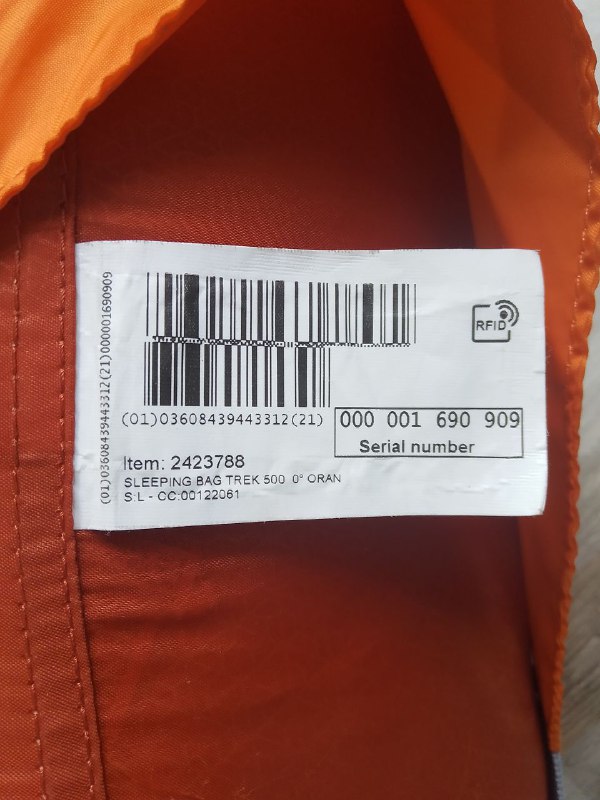 (01)03608439443312(21)000001690909
RFID
(01)03608439443312(21)
000 001 690 909
Serial number
Item: 2423788
SLEEPING BAG TREK 500 0° ORAN
S:L - CC:00122061